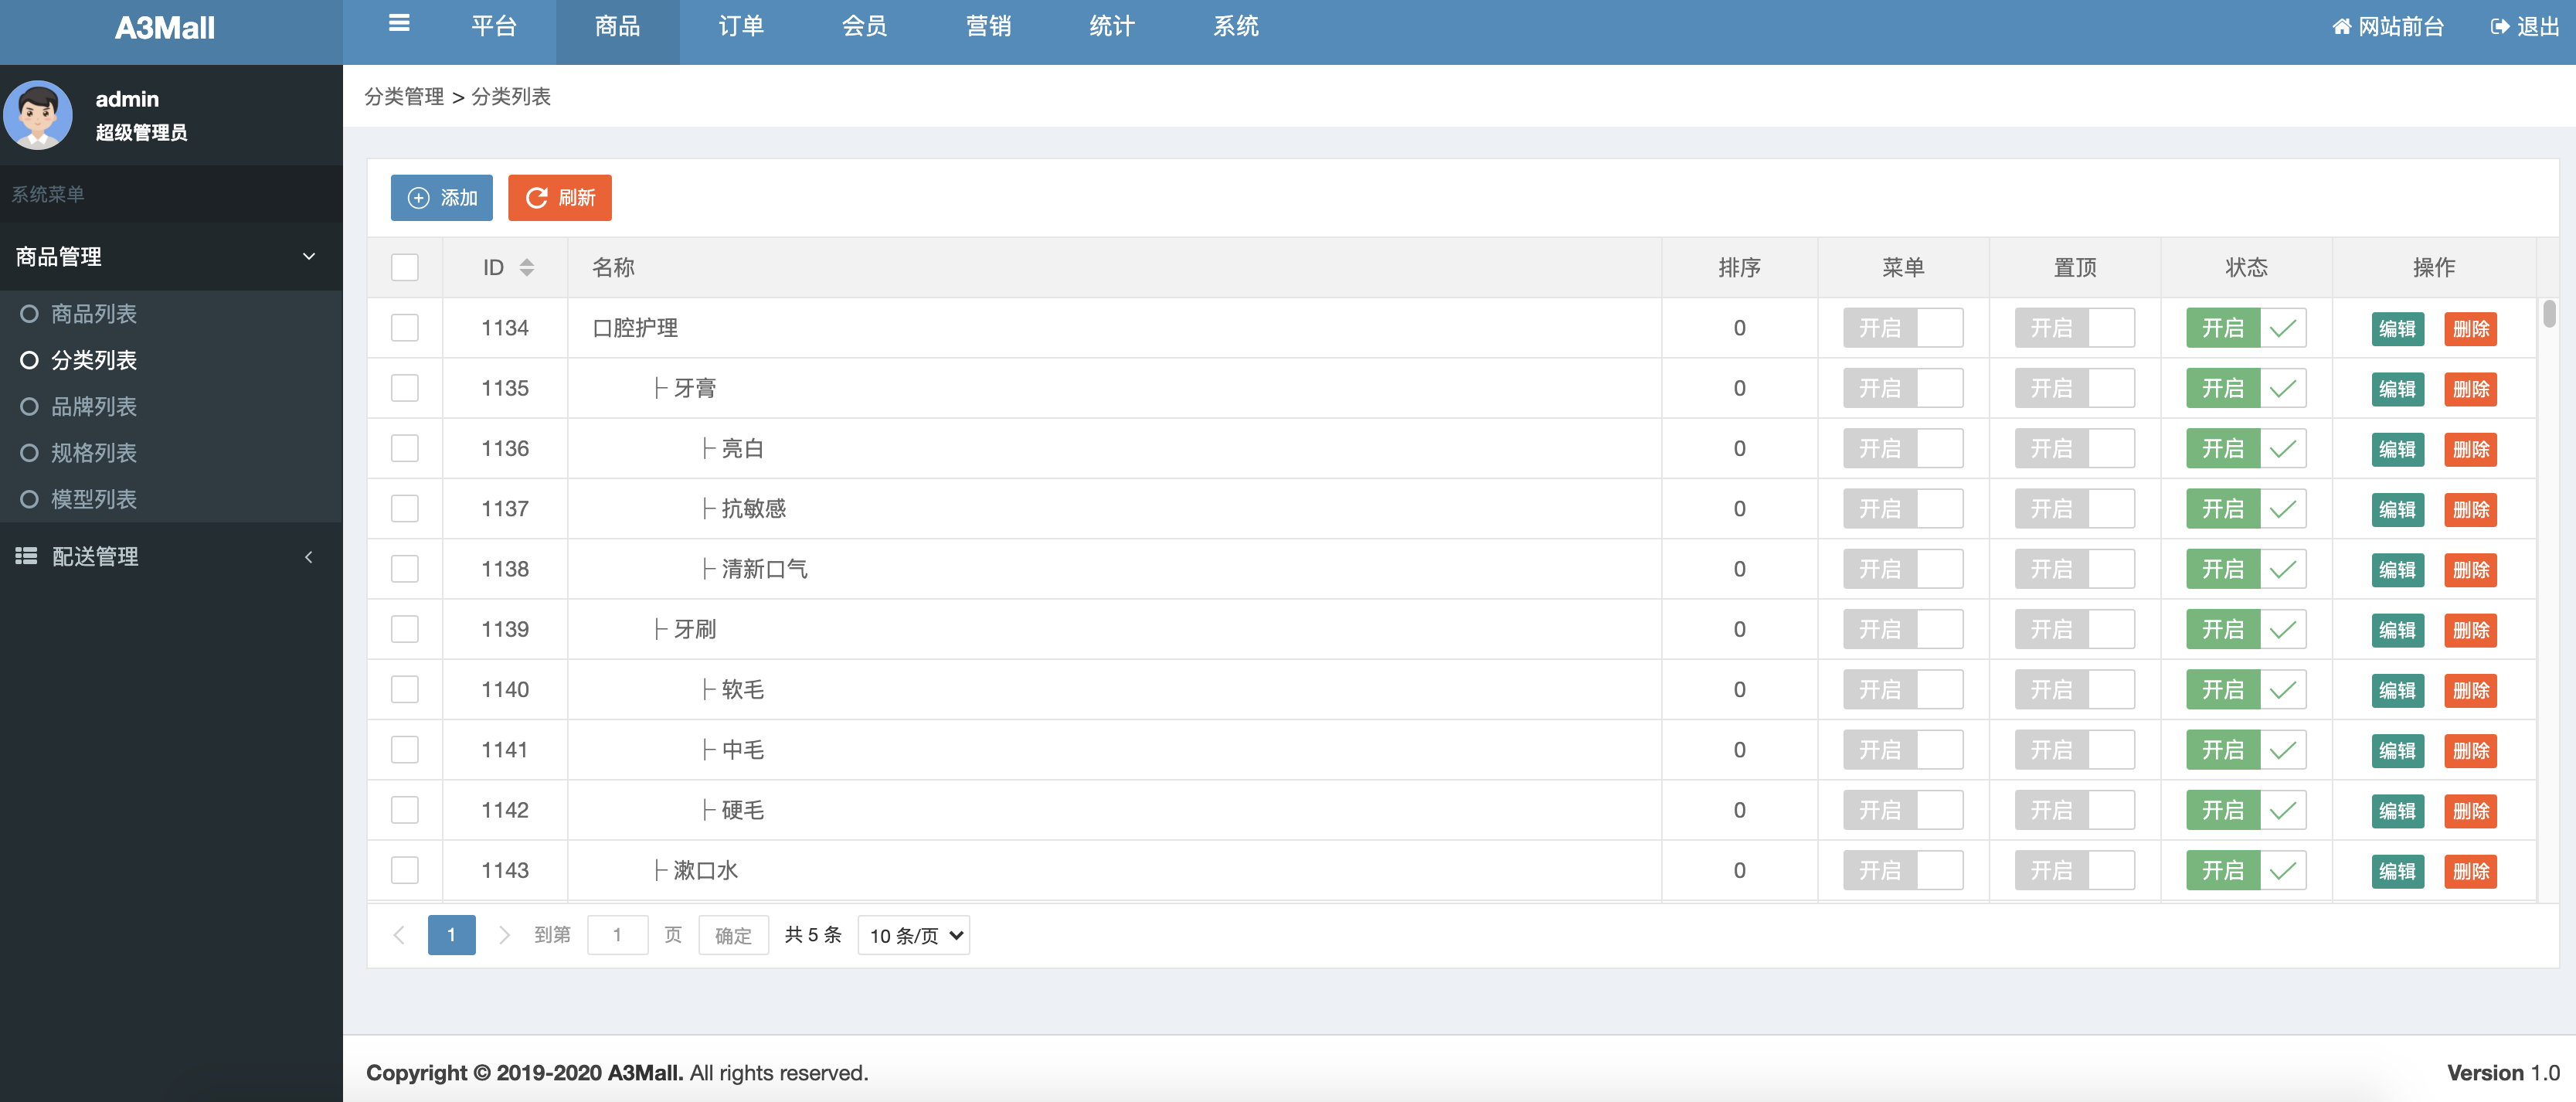 A3Mall 平台 商品 订单 会员 营销 统计 系统 网站前台 退出
admin
超级管理员
系统菜单
商品管理
商品列表
分类列表
品牌列表
规格列表
模型列表
配送管理
分类管理 > 分类列表
添加 刷新
ID 名称 排序 菜单 置顶 状态 操作
1134 口腔护理 0 开启 开启 开启 编辑 删除
1135 ├ 牙膏 0 开启 开启 开启 编辑 删除
1136 ├ 亮白 0 开启 开启 开启 编辑 删除
1137 ├ 抗敏感 0 开启 开启 开启 编辑 删除
1138 ├ 清新口气 0 开启 开启 开启 编辑 删除
1139 ├ 牙刷 0 开启 开启 开启 编辑 删除
1140 ├ 软毛 0 开启 开启 开启 编辑 删除
1141 ├ 中毛 0 开启 开启 开启 编辑 删除
1142 ├ 硬毛 0 开启 开启 开启 编辑 删除
1143 ├ 漱口水 0 开启 开启 开启 编辑 删除
1 到第 1 页 确定 共 5 条 10 条/页
Copyright © 2019-2020 A3Mall. All rights reserved. Version 1.0